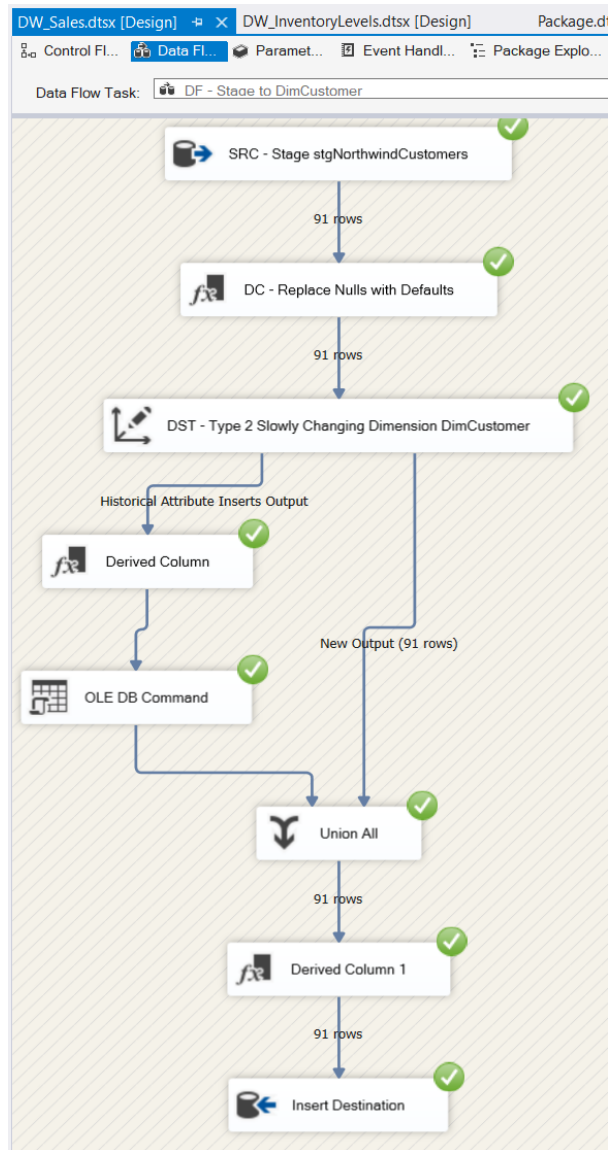 DW_Sales.dtsx [Design] DW_InventoryLevels.dtsx [Design] Package.dt
Control Fl... Data Fl... Paramet... Event Handl... Package Explo...
Data Flow Task: DF - Stage to DimCustomer
SRC - Stage stgNorthwindCustomers
91 rows
DC - Replace Nulls with Defaults
91 rows
DST - Type 2 Slowly Changing Dimension DimCustomer
Historical Attribute Inserts Output
Derived Column
New Output (91 rows)
OLE DB Command
Union All
91 rows
Derived Column 1
91 rows
Insert Destination